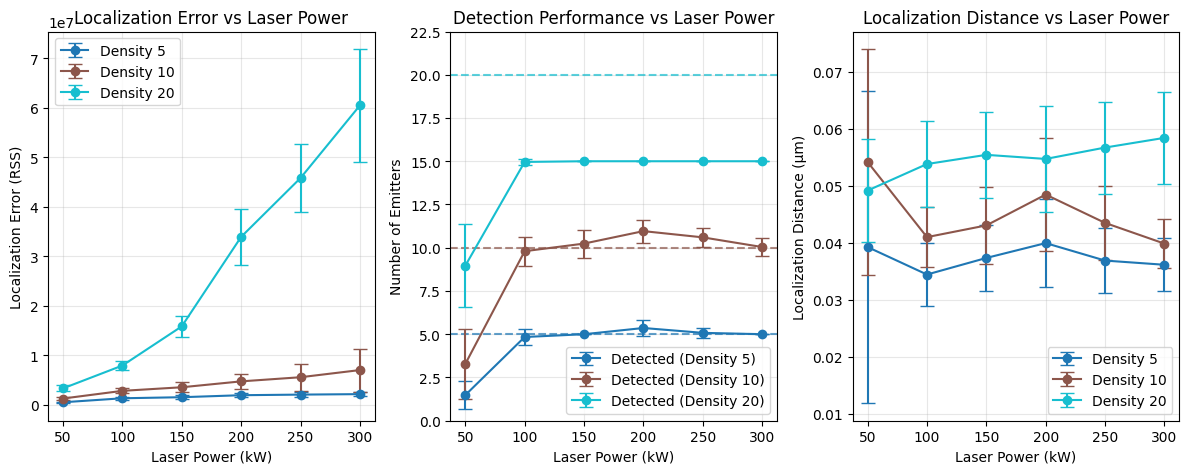 Localization Error vs Laser Power
1e7
Localization Error (RSS)
7
6
5
4
3
2
1
0
50 100 150 200 250 300
Laser Power (kW)
Density 5
Density 10
Density 20
Detection Performance vs Laser Power
Number of Emitters
22.5
20.0
17.5
15.0
12.5
10.0
7.5
5.0
2.5
0.0
50 100 150 200 250 300
Laser Power (kW)
Detected (Density 5)
Detected (Density 10)
Detected (Density 20)
Localization Distance vs Laser Power
Localization Distance (μm)
0.07
0.06
0.05
0.04
0.03
0.02
0.01
50 100 150 200 250 300
Laser Power (kW)
Density 5
Density 10
Density 20